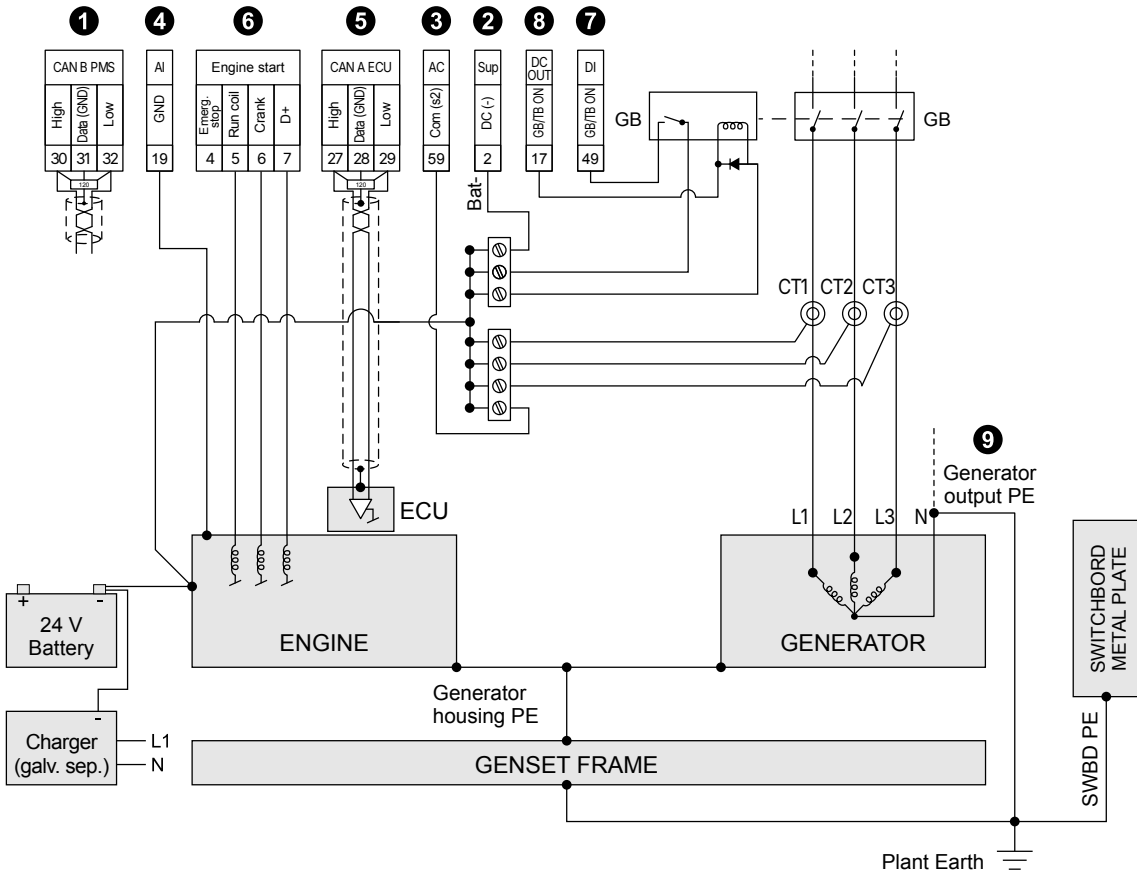 1 4 6 5 3 2 8 7
CAN B PMS AI Engine start CAN A ECU AC Sup DC OUT DI
High Data (GND) Low GND Emerg. stop Run coil Crank D+ High Data (GND) Low Com (s2) DC (-) GB/TB ON GB/TB ON
30 31 32 19 4 5 6 7 27 28 29 59 2 17 49
120 120
Bat-
GB GB
CT1 CT2 CT3
9
Generator
output PE
L1 L2 L3 N
ECU
+ -
24 V
Battery
ENGINE
GENERATOR
SWITCHBORD
METAL PLATE
Generator
housing PE
-
Charger
(galv. sep.)
L1
N
GENSET FRAME
SWBD PE
Plant Earth